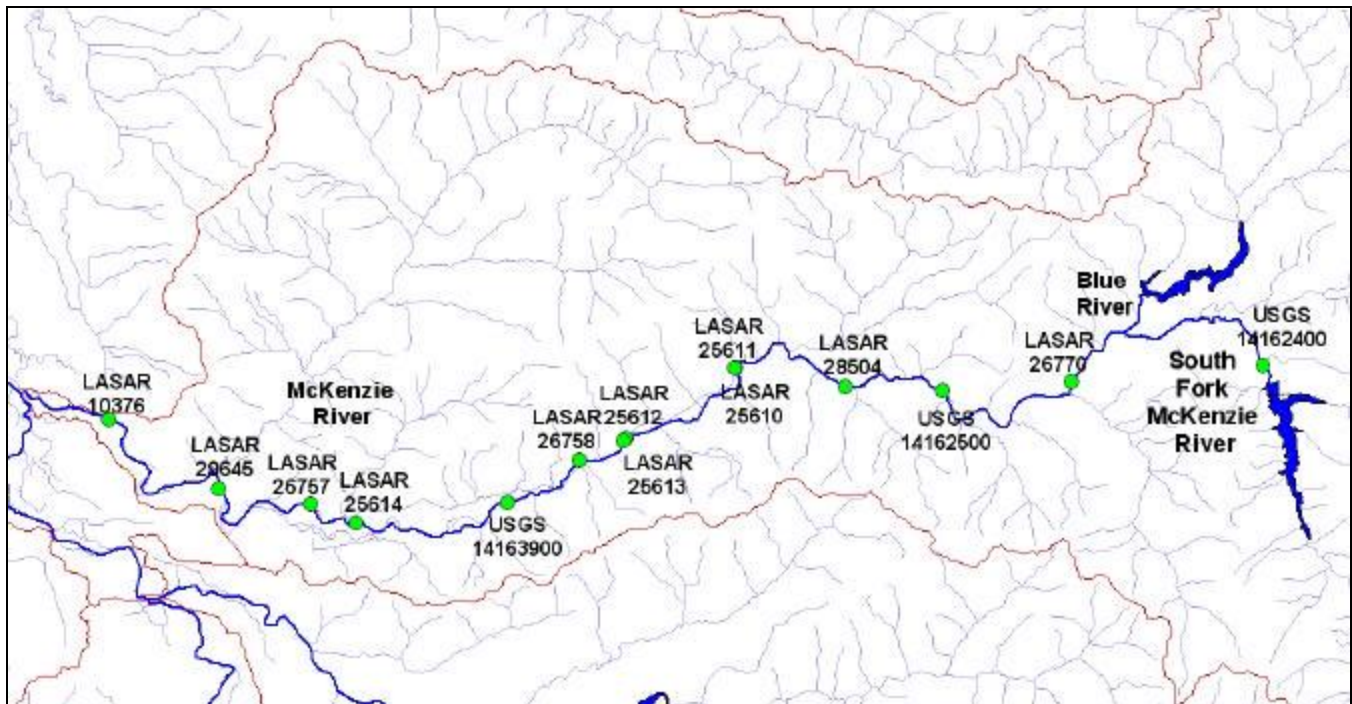 Blue
River
USGS
14162400
LASAR
25611
LASAR
28504
LASAR
26770
South
Fork
McKenzie
River
LASAR
10376
McKenzie
River
LASAR
25612
LASAR
25610
LASAR
26758
USGS
14162500
LASAR
29645
LASAR
26757
LASAR
25614
LASAR
25613
USGS
14163900